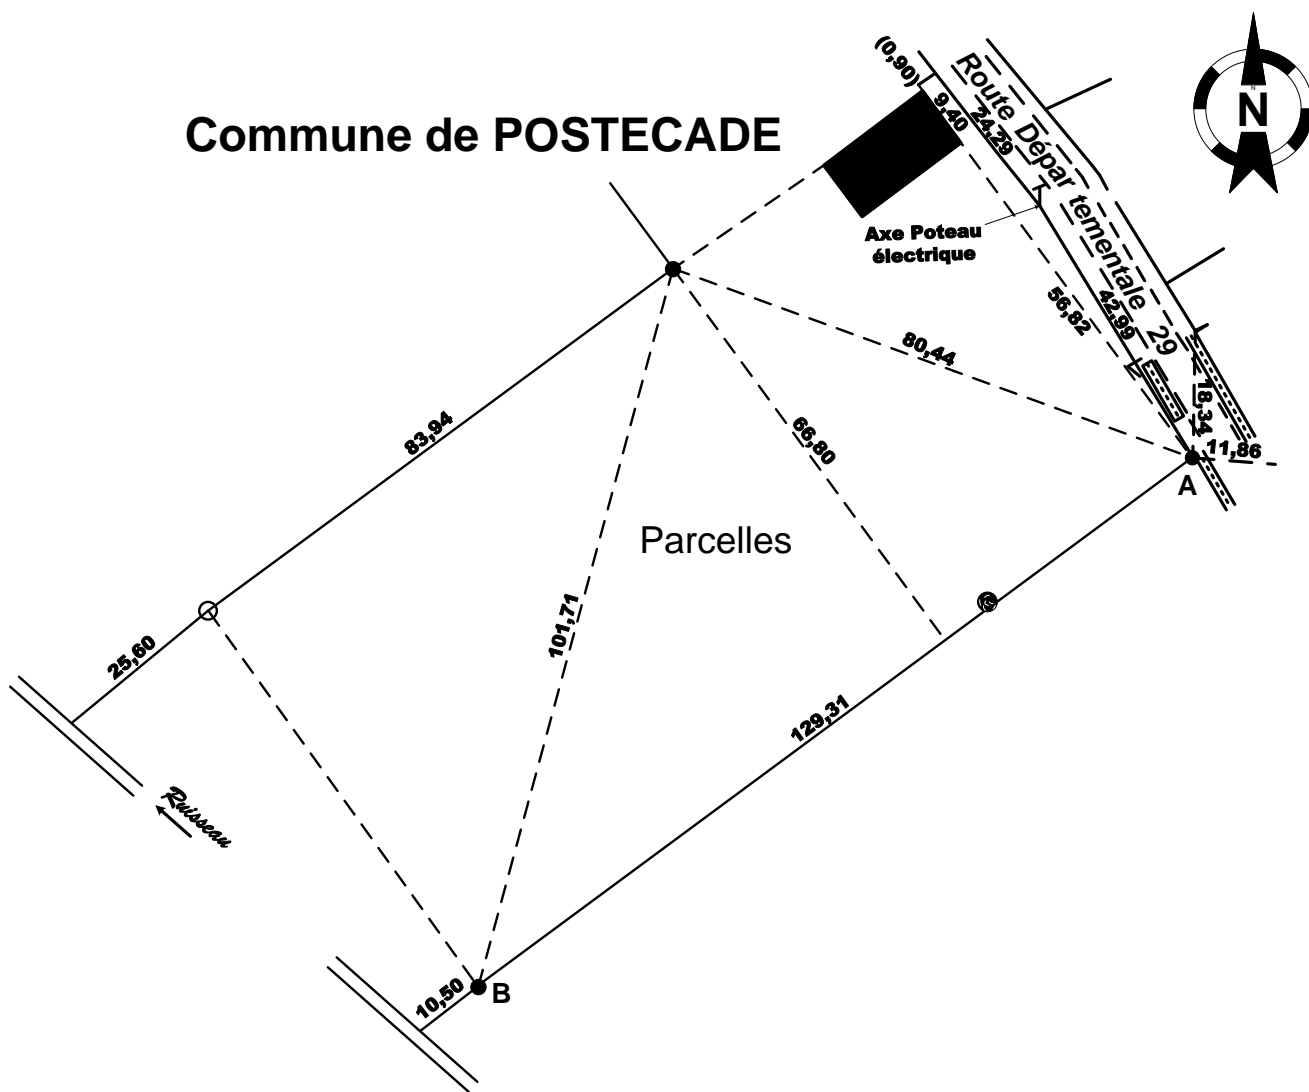 Commune de POSTECADE
(0,90)
9,40
24,29
Route Dépar tementale 29
N
N
Axe Poteau
électrique
56,82
42,99
80,44
18,34
11,86
A
83,94
66,80
Parcelles
101,71
25,60
129,31
Ruisseau
10,50
B